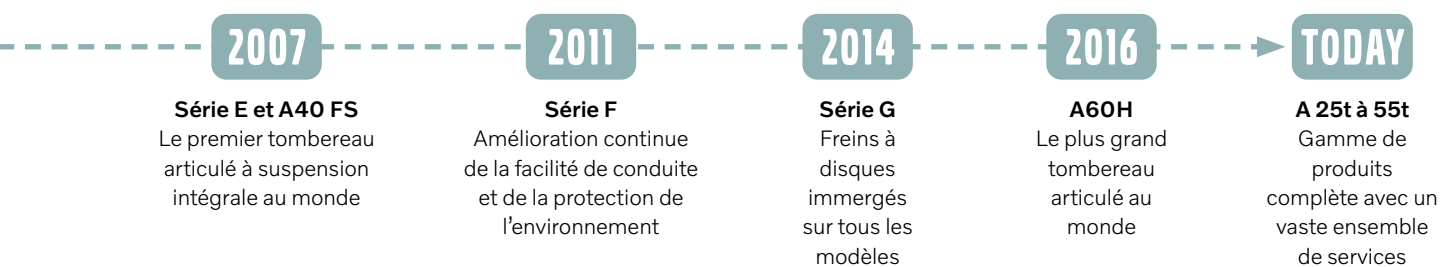 2007
Série E et A40 FS
Le premier tombereau
articulé à suspension
intégrale au monde
2011
Série F
Amélioration continue
de la facilité de conduite
et de la protection de
l’environnement
2014
Série G
Freins à
disques
immergés
sur tous les
modèles
2016
A60H
Le plus grand
tombereau
articulé au
monde
TODAY
A 25t à 55t
Gamme de
produits
complète avec un
vaste ensemble
de services